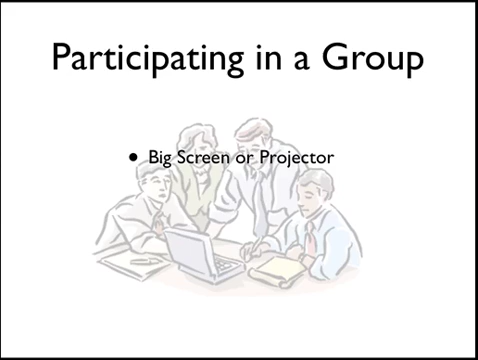 Participating in a Group
• Big Screen or Projector